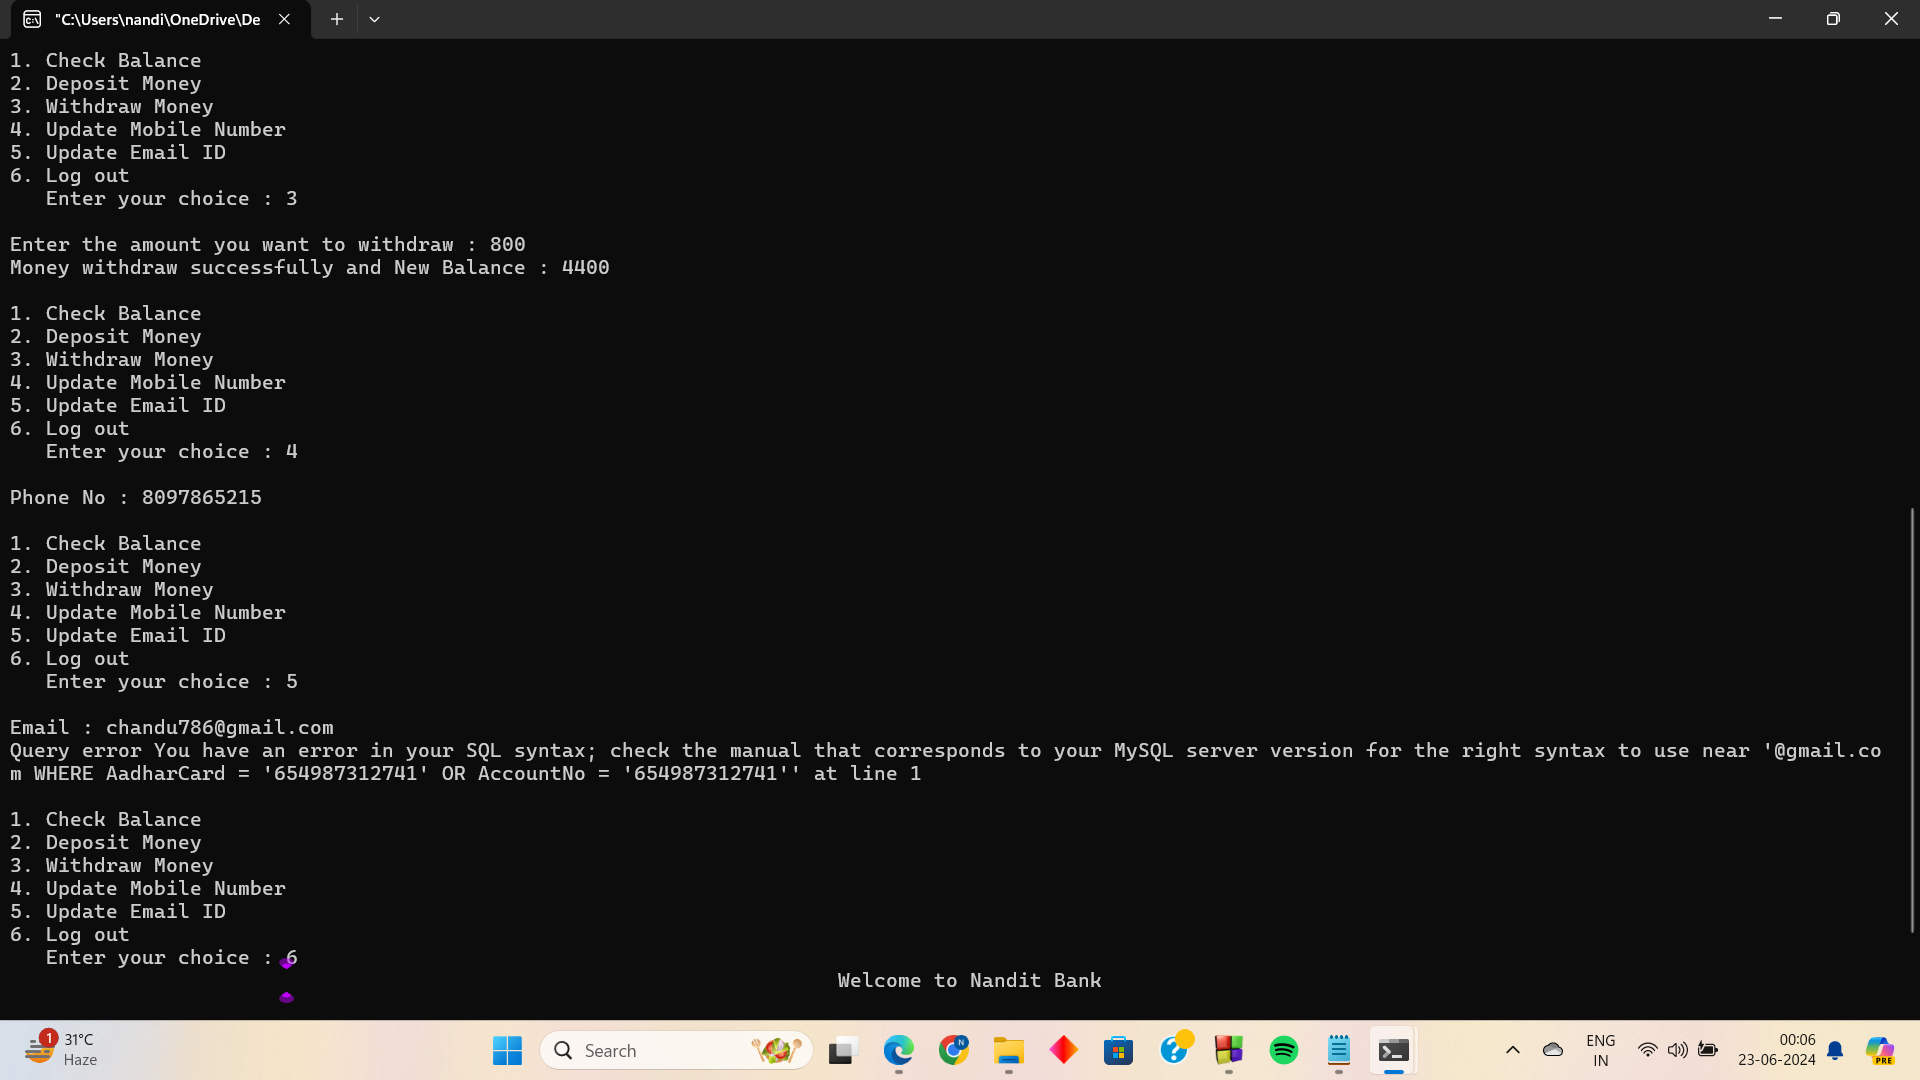 "C:\Users\nandi\OneDrive\De
1. Check Balance
2. Deposit Money
3. Withdraw Money
4. Update Mobile Number
5. Update Email ID
6. Log out
   Enter your choice : 3
Enter the amount you want to withdraw : 800
Money withdraw successfully and New Balance : 4400
1. Check Balance
2. Deposit Money
3. Withdraw Money
4. Update Mobile Number
5. Update Email ID
6. Log out
   Enter your choice : 4
Phone No : 8097865215
1. Check Balance
2. Deposit Money
3. Withdraw Money
4. Update Mobile Number
5. Update Email ID
6. Log out
   Enter your choice : 5
Email : chandu786@gmail.com
Query error You have an error in your SQL syntax; check the manual that corresponds to your MySQL server version for the right syntax to use near '@gmail.co
m WHERE AadharCard = '654987312741' OR AccountNo = '654987312741'' at line 1
1. Check Balance
2. Deposit Money
3. Withdraw Money
4. Update Mobile Number
5. Update Email ID
6. Log out
   Enter your choice : 6
Welcome to Nandit Bank
1
31°C
Haze
Search
N
ENG
IN
00:06
23-06-2024
PRE